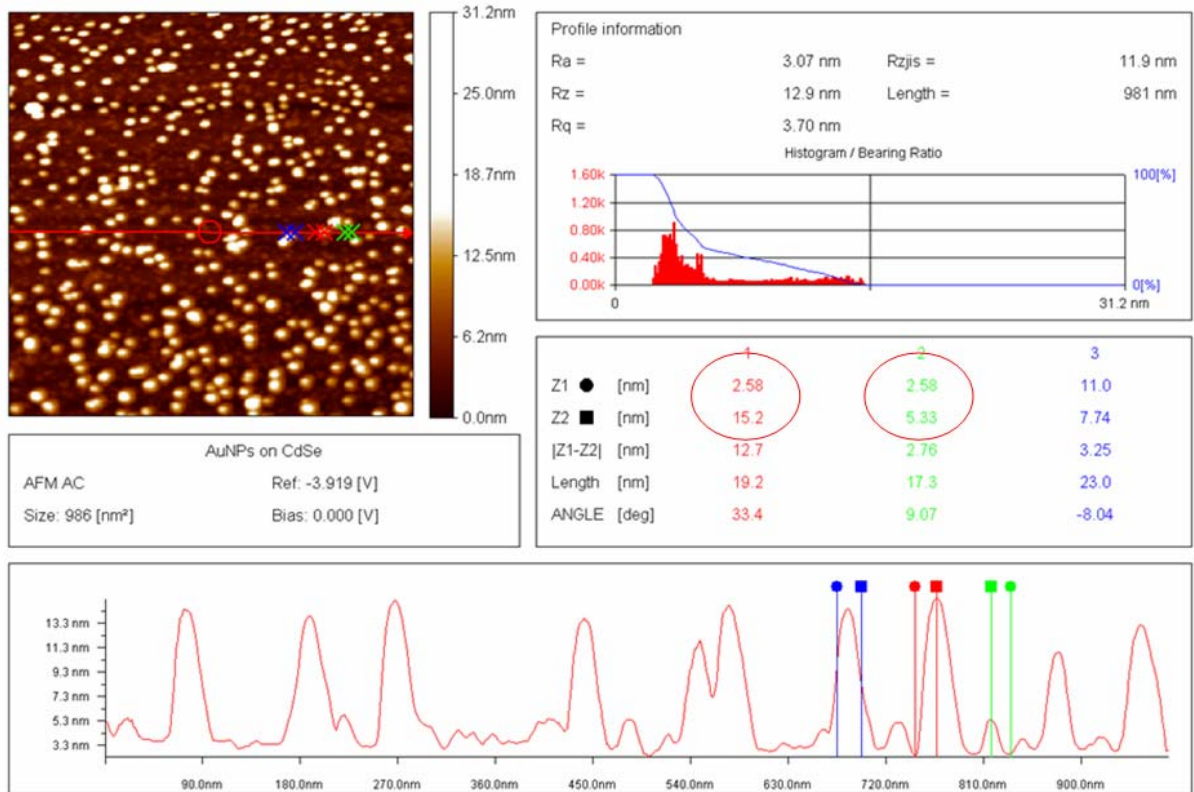 31.2nm
25.0nm
18.7nm
12.5nm
6.2nm
0.0nm
AuNPs on CdSe
AFM AC Ref: -3.919 [V]
Size: 986 [nm²] Bias: 0.000 [V]
Profile information
Ra = 3.07 nm Rzjis = 11.9 nm
Rz = 12.9 nm Length = 981 nm
Rq = 3.70 nm
Histogram / Bearing Ratio
1.60k 100[%]
1.20k
0.80k
0.40k
0.00k 0[%]
0 31.2 nm
1 2 3
Z1 [nm] 2.58 2.58 11.0
Z2 [nm] 15.2 5.33 7.74
|Z1-Z2| [nm] 12.7 2.76 3.25
Length [nm] 19.2 17.3 23.0
ANGLE [deg] 33.4 9.07 -8.04
13.3 nm
11.3 nm
9.3 nm
7.3 nm
5.3 nm
3.3 nm
90.0nm 180.0nm 270.0nm 360.0nm 450.0nm 540.0nm 630.0nm 720.0nm 810.0nm 900.0nm